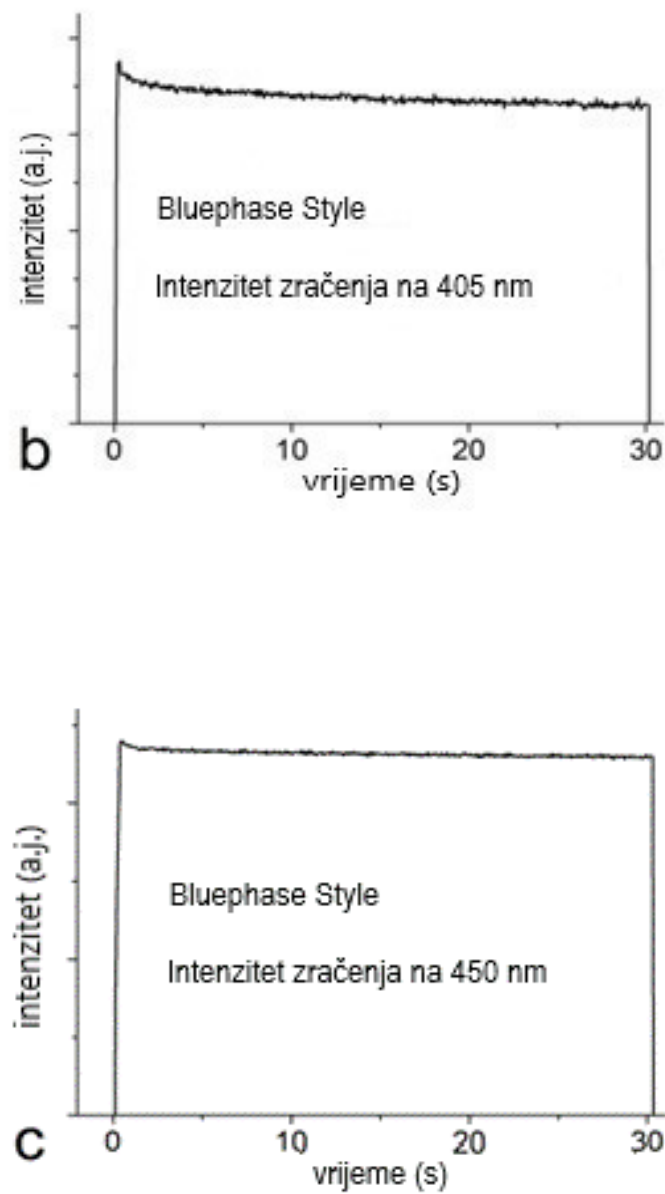 intenzitet (a.j.)
Bluephase Style
Intenzitet zračenja na 405 nm
b
0 10 20 30
vrijeme (s)
intenzitet (a.j.)
Bluephase Style
Intenzitet zračenja na 450 nm
c
0 10 20 30
vrijeme (s)